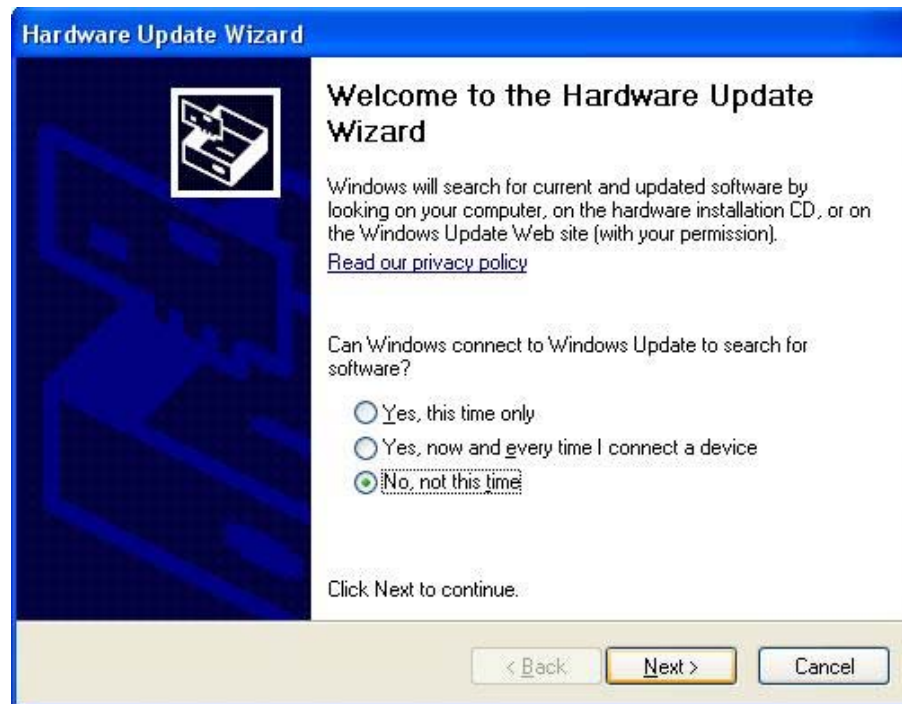 Hardware Update Wizard
Welcome to the Hardware Update
Wizard
Windows will search for current and updated software by
looking on your computer, on the hardware installation CD, or on
the Windows Update Web site (with your permission).
Read our privacy policy
Can Windows connect to Windows Update to search for
software?
Yes, this time only
Yes, now and every time I connect a device
No, not this time
Click Next to continue.
< Back Next > Cancel